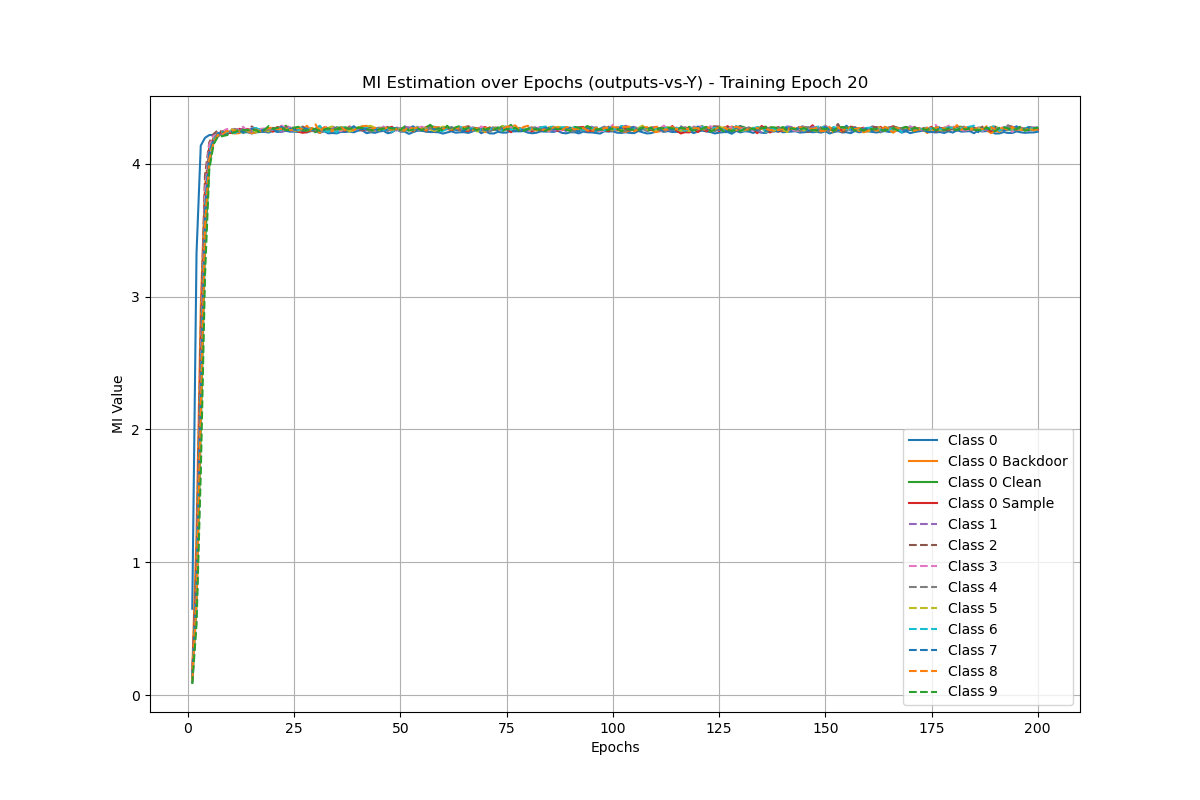 MI Estimation over Epochs (outputs-vs-Y) - Training Epoch 20
MI Value
4
3
2
1
0
0 25 50 75 100 125 150 175 200
Epochs
Class 0
Class 0 Backdoor
Class 0 Clean
Class 0 Sample
Class 1
Class 2
Class 3
Class 4
Class 5
Class 6
Class 7
Class 8
Class 9